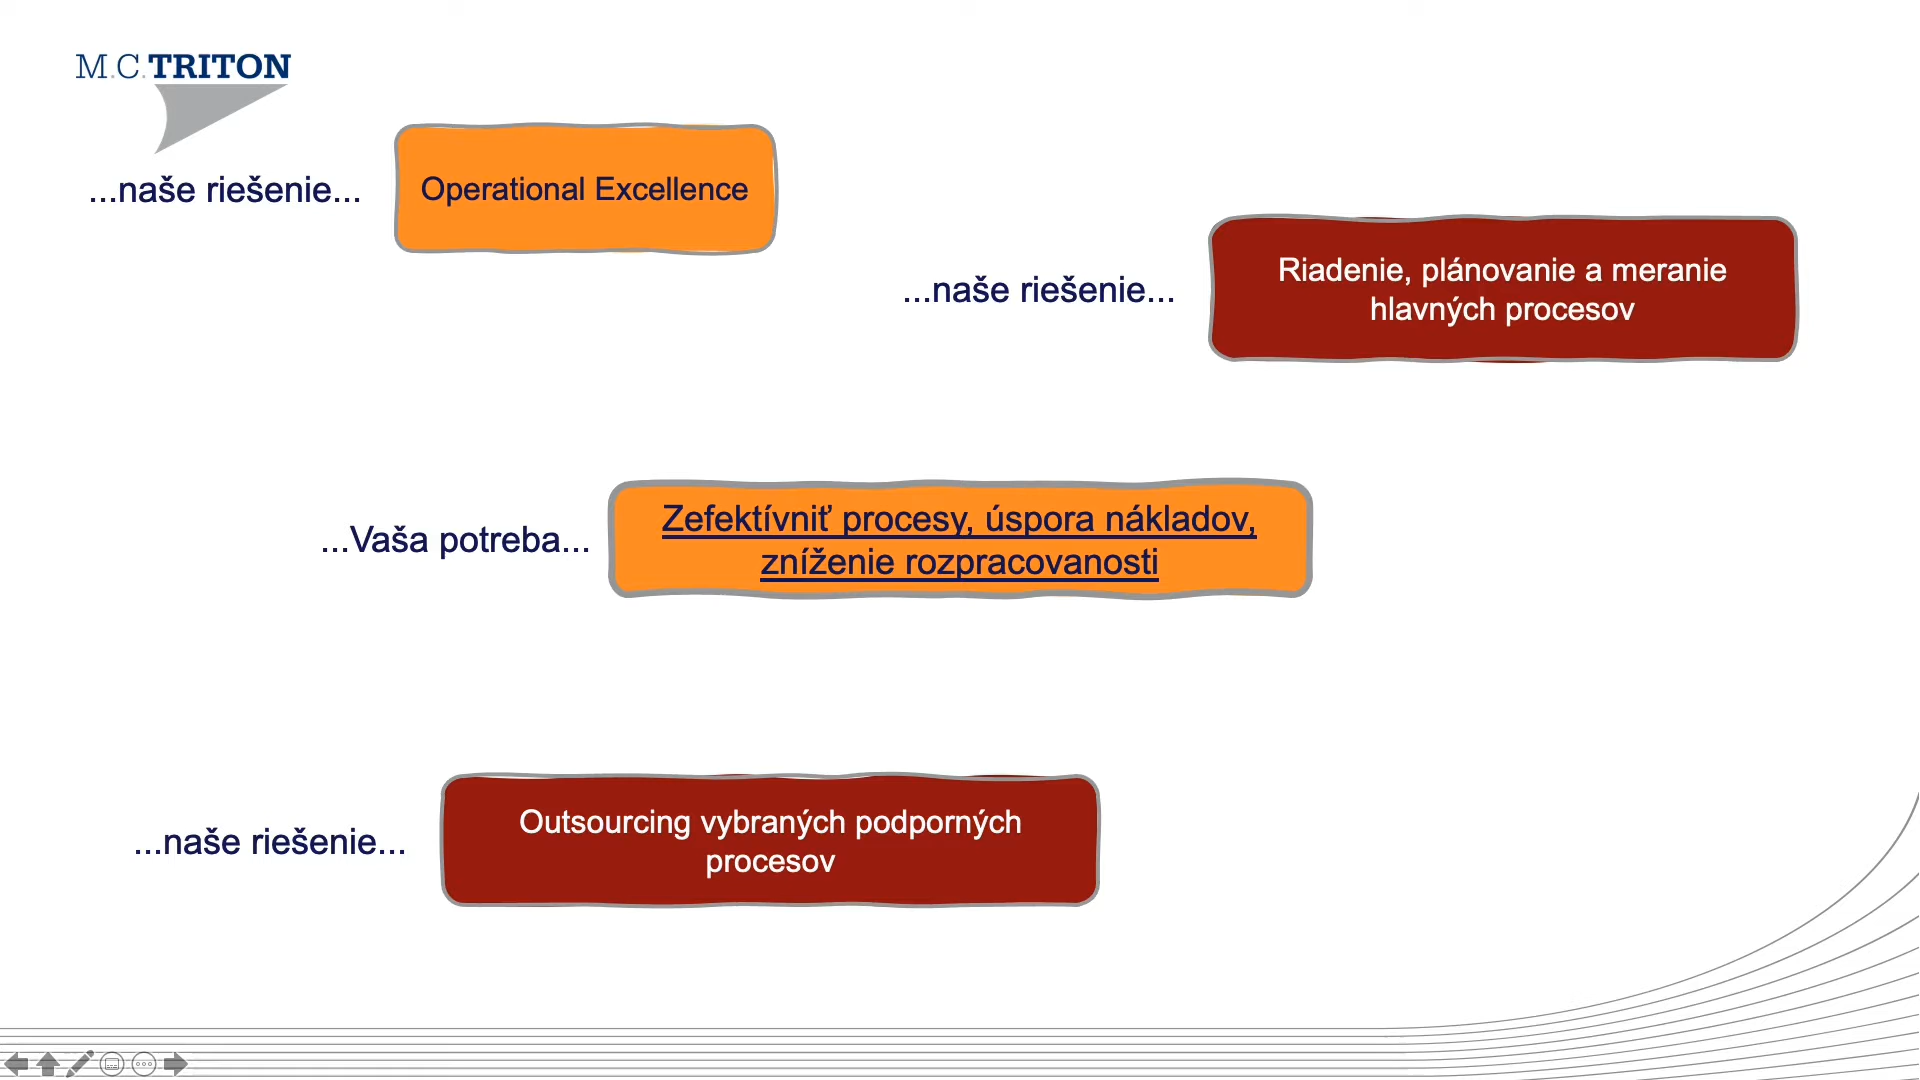 M.C.TRITON
...naše riešenie...
Operational Excellence
...naše riešenie...
Riadenie, plánovanie a meranie
hlavných procesov
...Vaša potreba...
Zefektívniť procesy, úspora nákladov,
zníženie rozpracovanosti
...naše riešenie...
Outsourcing vybraných podporných
procesov